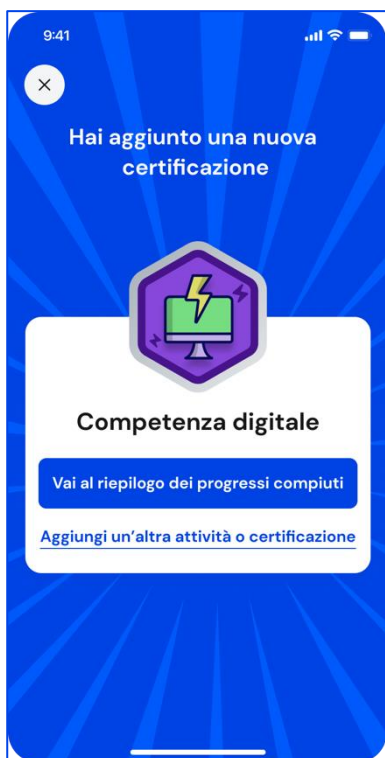 9:41
Hai aggiunto una nuova
certificazione
Competenza digitale
Vai al riepilogo dei progressi compiuti
Aggiungi un’altra attività o certificazione